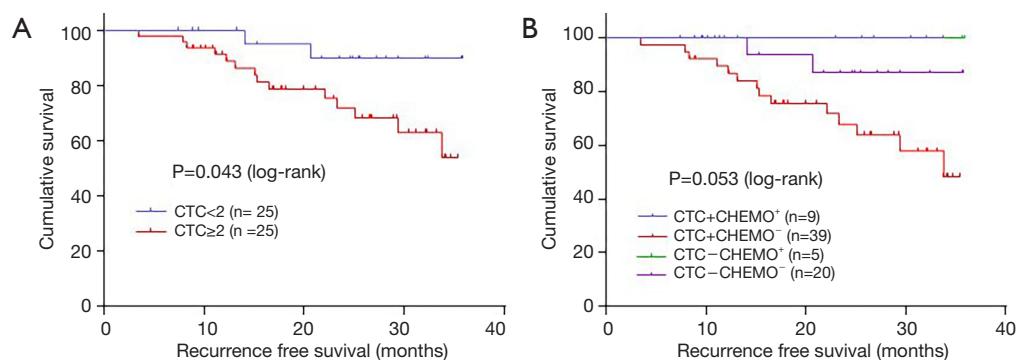 A
100
80
60
40
20
0
Cumulative survival
P=0.043 (log-rank)
CTC<2 (n= 25)
CTC≥2 (n =25)
0 10 20 30 40
Recurrence free suvival (months)
B
100
80
60
40
20
0
Cumulative survival
P=0.053 (log-rank)
CTC+CHEMO⁺ (n=9)
CTC+CHEMO⁻ (n=39)
CTC−CHEMO⁺ (n=5)
CTC−CHEMO⁻ (n=20)
0 10 20 30 40
Recurrence free suvival (months)